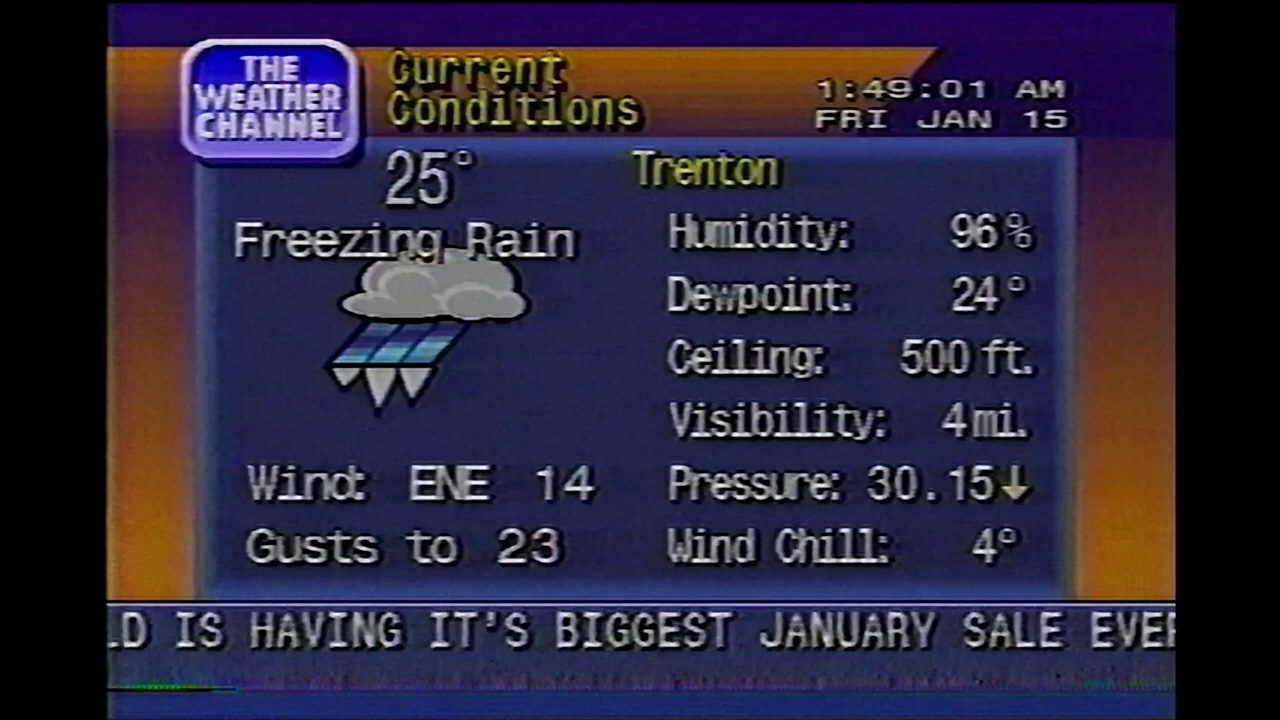 THE
WEATHER
CHANNEL
Current
Conditions
1:49:01 AM
FRI JAN 15
25°
Freezing Rain
Wind: ENE 14
Gusts to 23
Trenton
Humidity: 96%
Dewpoint: 24°
Ceiling: 500 ft.
Visibility: 4 mi.
Pressure: 30.15↓
Wind Chill: 4°
IS HAVING IT'S BIGGEST JANUARY SALE EVER